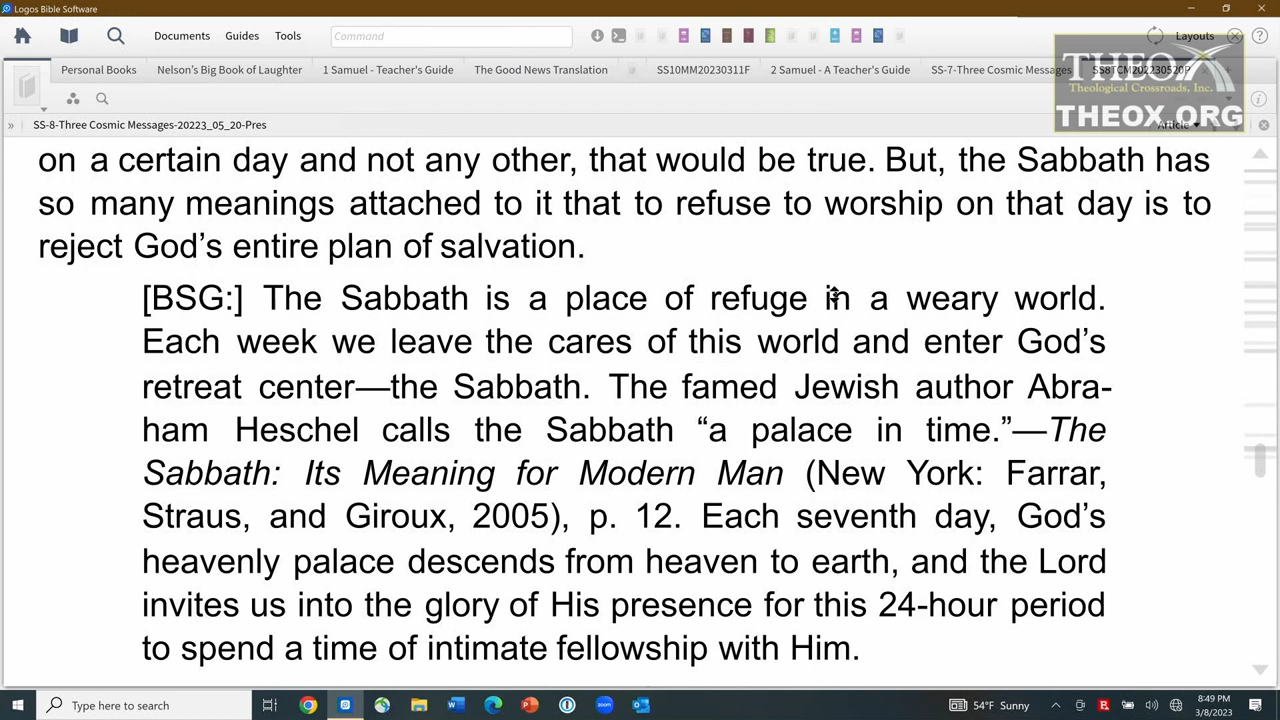 Logos Bible Software
Documents Guides Tools Command Layouts
Personal Books Nelson's Big Book of Laughter 1 Samuel Teac The Good News Translation SS10MM20230311F 2 Samuel - A Teacher's Guide SS-7-Three Cosmic Messages SS8TCM202230520P
THEOX
Theological Crossroads, Inc.
THEOX.ORG
» SS-8-Three Cosmic Messages-20223_05_20-Pres Article
on a certain day and not any other, that would be true. But, the Sabbath has
so many meanings attached to it that to refuse to worship on that day is to
reject God’s entire plan of salvation.
[BSG:] The Sabbath is a place of refuge in a weary world.
Each week we leave the cares of this world and enter God’s
retreat center—the Sabbath. The famed Jewish author Abra-
ham Heschel calls the Sabbath “a palace in time.”—The
Sabbath: Its Meaning for Modern Man (New York: Farrar,
Straus, and Giroux, 2005), p. 12. Each seventh day, God’s
heavenly palace descends from heaven to earth, and the Lord
invites us into the glory of His presence for this 24-hour period
to spend a time of intimate fellowship with Him.
Type here to search
zoom
54°F Sunny
8:49 PM
3/8/2023